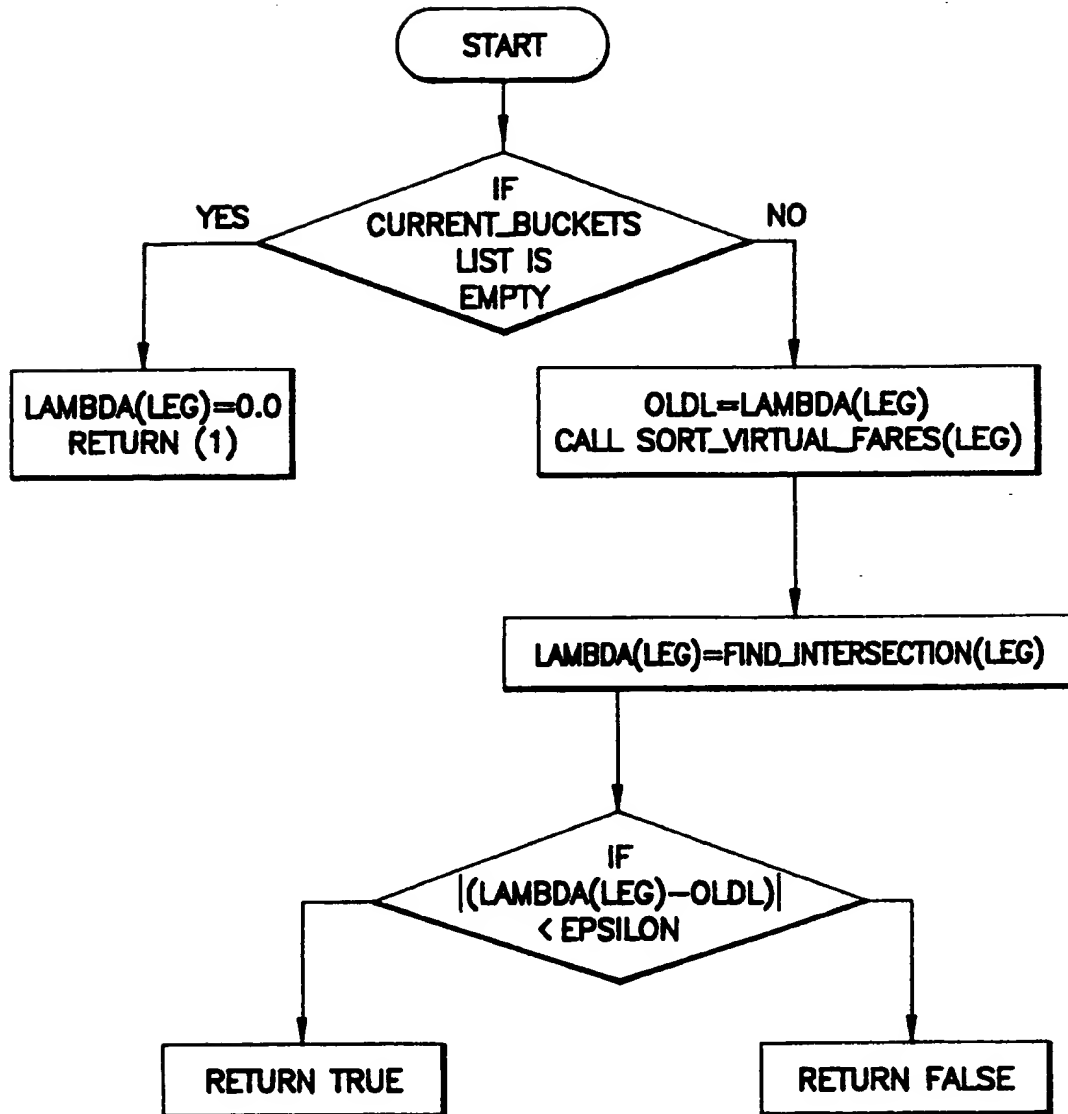 START
IF
CURRENT_BUCKETS
LIST IS
EMPTY
YES
NO
LAMBDA(LEG)=0.0
RETURN (1)
OLDL=LAMBDA(LEG)
CALL SORT_VIRTUAL_FARES(LEG)
LAMBDA(LEG)=FIND_INTERSECTION(LEG)
IF
|(LAMBDA(LEG)-OLDL)|
< EPSILON
RETURN TRUE
RETURN FALSE